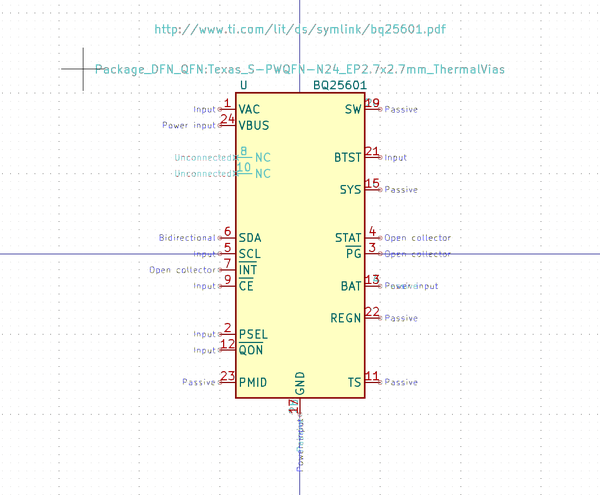 http://www.ti.com/lit/ds/symlink/bq25601.pdf
Package_DFN_QFN:Texas_S-PWQFN-N24_EP2.7x2.7mm_ThermalVias
U BQ25601
Input 1 VAC SW 19 Passive
Power input 24 VBUS
Unconnected 8 NC BTST 21 Input
Unconnected 10 NC
SYS 15 Passive
Bidirectional 6 SDA STAT 4 Open collector
Input 5 SCL PG 3 Open collector
Open collector 7 INT
Input 9 CE BAT 13 Power input
REGN 22 Passive
Input 2 PSEL
Input 12 QON
Passive 23 PMID TS 11 Passive
GND
17
Power input